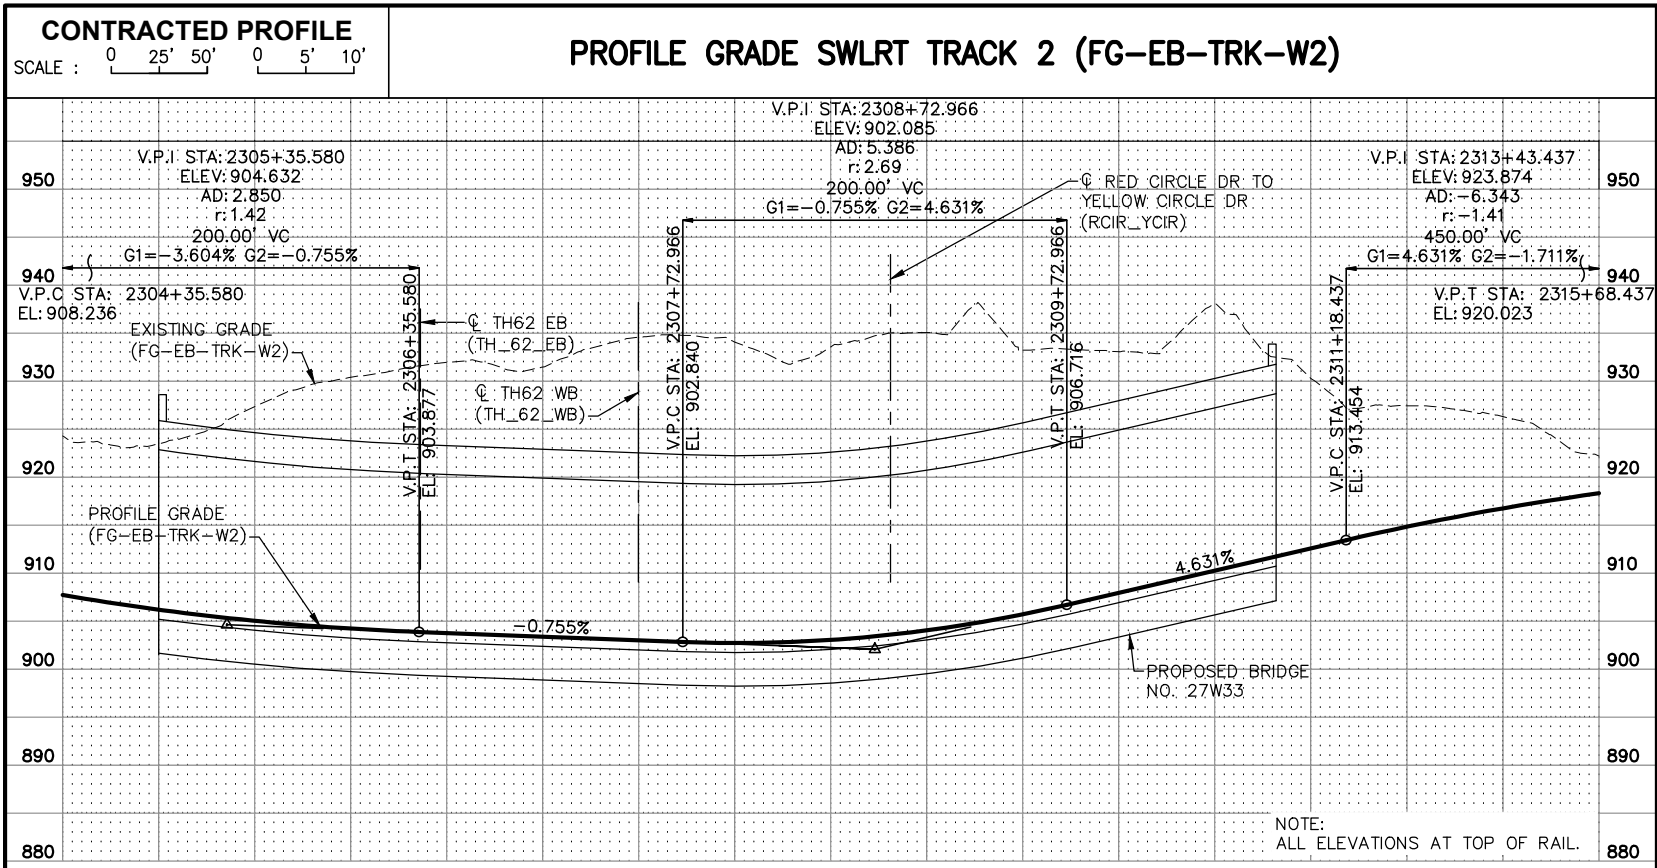 CONTRACTED PROFILE
SCALE : 0 25' 50' 0 5' 10'
PROFILE GRADE SWLRT TRACK 2 (FG-EB-TRK-W2)
V.P.I STA: 2305+35.580
ELEV: 904.632
AD: 2.850
r: 1.42
200.00' VC
G1=-3.604% G2=-0.755%
V.P.C STA: 2304+35.580
EL: 908.236
EXISTING GRADE
(FG-EB-TRK-W2)
V.P.T STA: 2306+35.580
EL: 903.877
℄ TH62 EB
(TH_62_EB)
℄ TH62 WB
(TH_62_WB)
V.P.I STA: 2308+72.966
ELEV: 902.085
AD: 5.386
r: 2.69
200.00' VC
G1=-0.755% G2=4.631%
V.P.C STA: 2307+72.966
EL: 902.840
℄ RED CIRCLE DR TO
YELLOW CIRCLE DR
(RCIR_YCIR)
V.P.T STA: 2309+72.966
EL: 906.716
V.P.I STA: 2313+43.437
ELEV: 923.874
AD: -6.343
r: -1.41
450.00' VC
G1=4.631% G2=-1.711%
V.P.T STA: 2315+68.437
EL: 920.023
V.P.C STA: 2311+18.437
EL: 913.454
PROFILE GRADE
(FG-EB-TRK-W2)
-0.755%
4.631%
PROPOSED BRIDGE
NO. 27W33
950 950
940 940
930 930
920 920
910 910
900 900
890 890
880 880
NOTE:
ALL ELEVATIONS AT TOP OF RAIL.